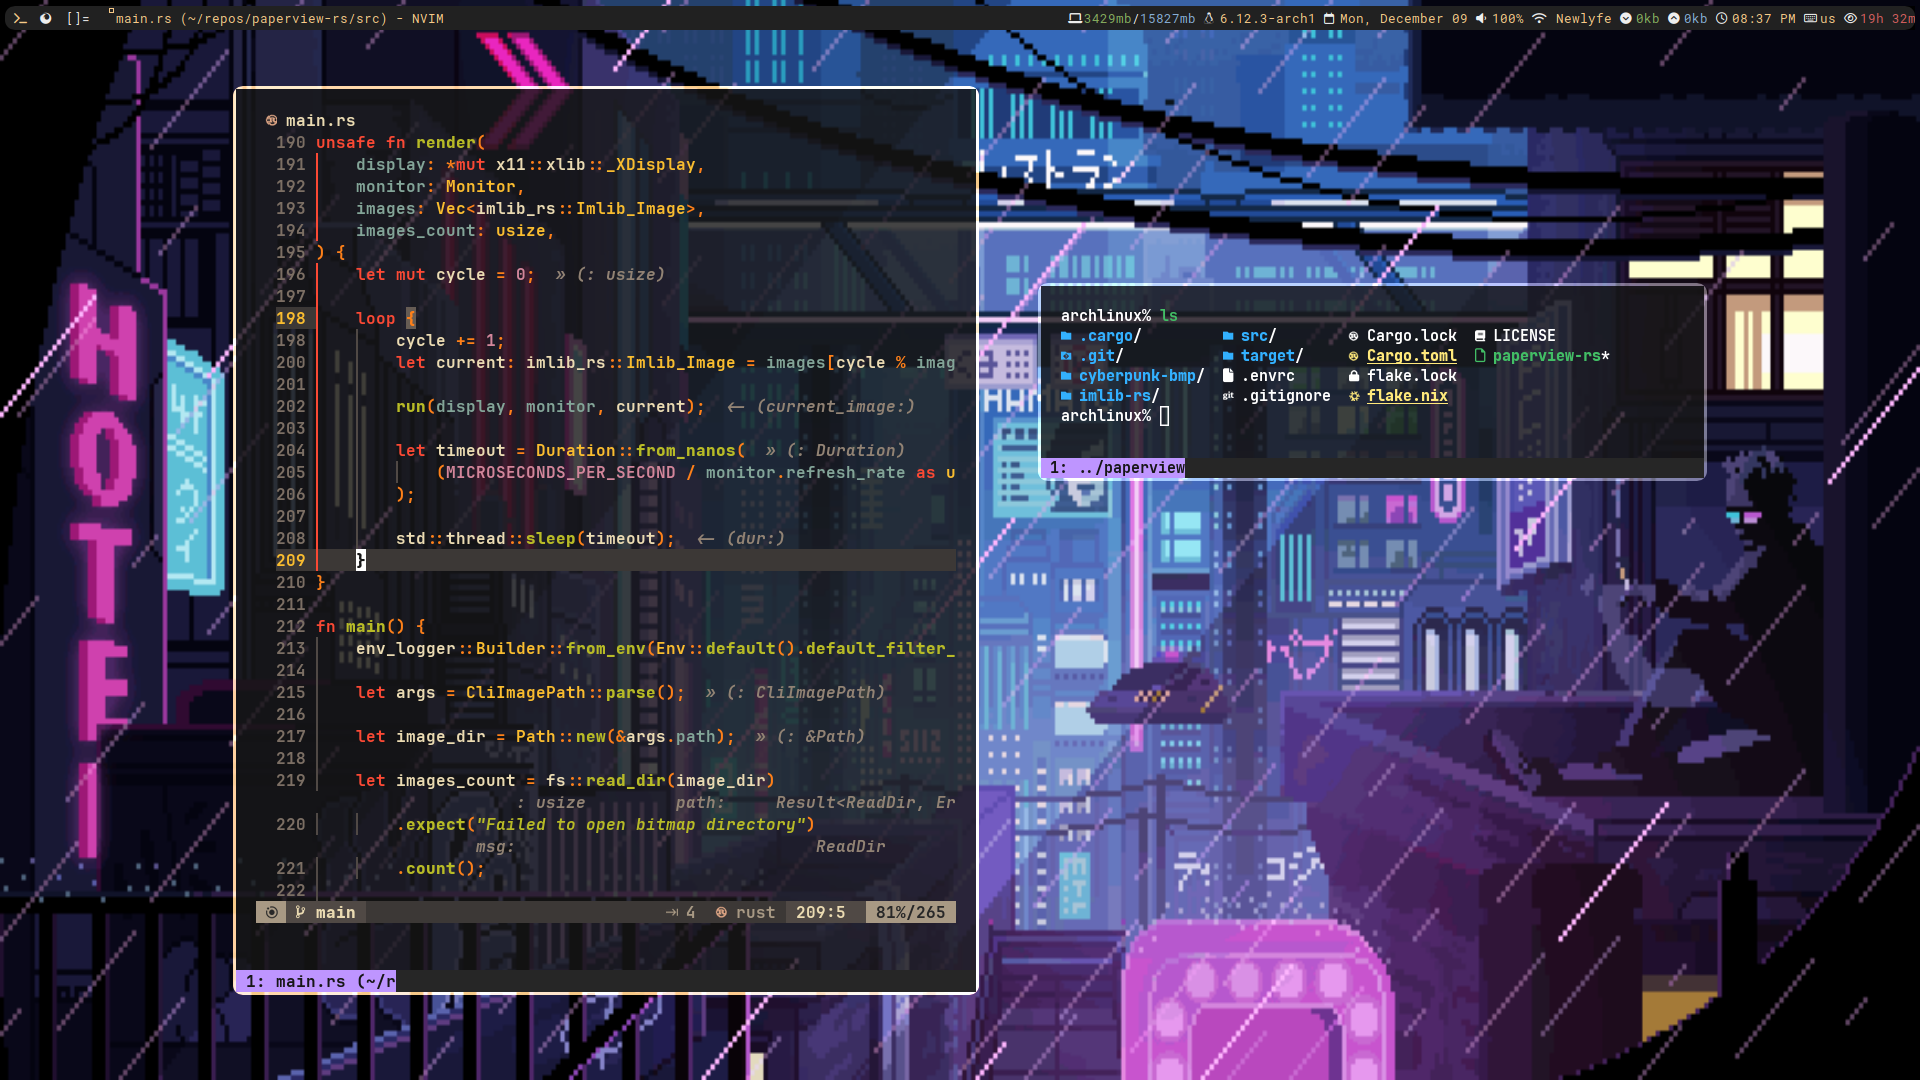 []= main.rs (~/repos/paperview-rs/src) - NVIM
3429mb/15827mb 6.12.3-arch1 Mon, December 09 100% Newlyfe 0kb 0kb 08:37 PM us 19h 32m
main.rs
190 unsafe fn render(
191 display: *mut x11::xlib::_XDisplay,
192 monitor: Monitor,
193 images: Vec<imlib_rs::Imlib_Image>,
194 images_count: usize,
195 ) {
196 let mut cycle = 0; » (: usize)
197
198 loop {
198 cycle += 1;
200 let current: imlib_rs::Imlib_Image = images[cycle % imag
201
202 run(display, monitor, current); <- (current_image:)
203
204 let timeout = Duration::from_nanos( » (: Duration)
205 (MICROSECONDS_PER_SECOND / monitor.refresh_rate as u
206 );
207
208 std::thread::sleep(timeout); <- (dur:)
209 }
210 }
211
212 fn main() {
213 env_logger::Builder::from_env(Env::default().default_filter_
214
215 let args = CliImagePath::parse(); » (: CliImagePath)
216
217 let image_dir = Path::new(&args.path); » (: &Path)
218
219 let images_count = fs::read_dir(image_dir)
: usize path: Result<ReadDir, Er
220 .expect("Failed to open bitmap directory")
msg: ReadDir
221 .count();
222
main 4 rust 209:5 81%/265
1: main.rs (~/r
archlinux% ls
.cargo/ src/ Cargo.lock LICENSE
.git/ target/ Cargo.toml paperview-rs*
cyberpunk-bmp/ .envrc flake.lock
imlib-rs/ .gitignore flake.nix
archlinux%
1: ../paperview
ストラン
HOTEL